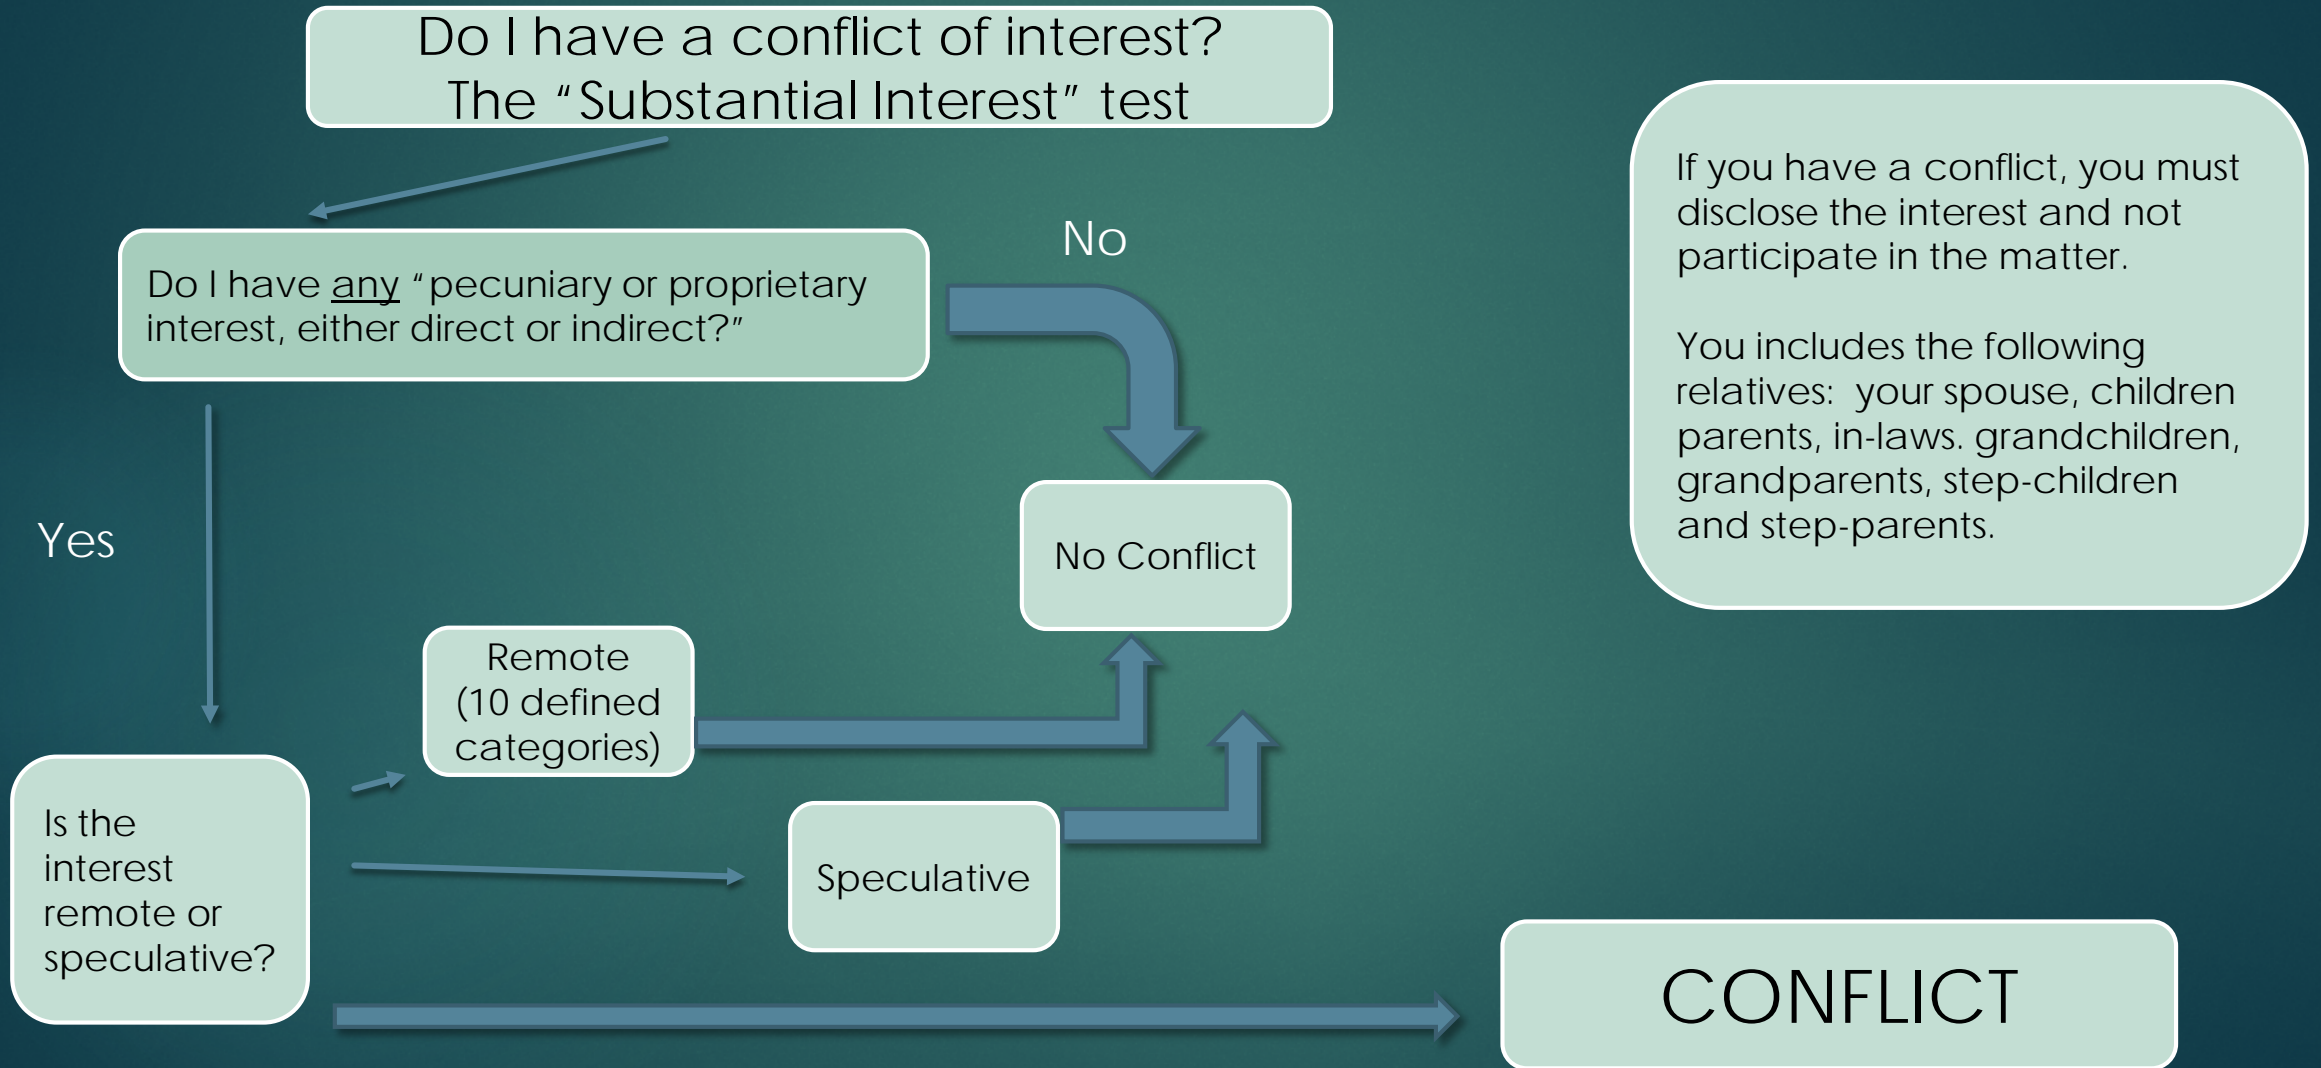 Do I have a conflict of interest?
The “Substantial Interest” test
Do I have any “pecuniary or proprietary
interest, either direct or indirect?”
No
Yes
No Conflict
Remote
(10 defined
categories)
Is the
interest
remote or
speculative?
Speculative
CONFLICT
If you have a conflict, you must
disclose the interest and not
participate in the matter.
You includes the following
relatives:  your spouse, children
parents, in-laws. grandchildren,
grandparents, step-children
and step-parents.